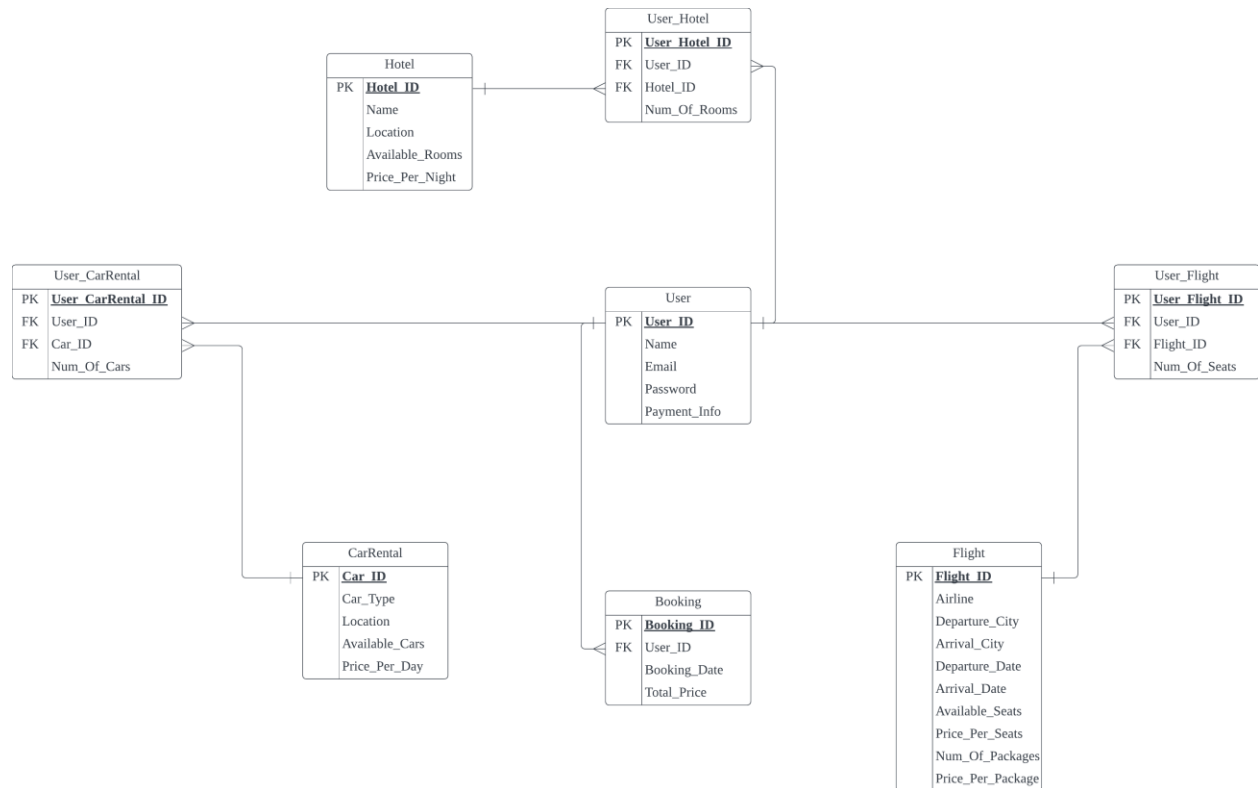 User_Hotel
PK User_Hotel_ID
FK User_ID
FK Hotel_ID
Num_Of_Rooms
Hotel
PK Hotel_ID
Name
Location
Available_Rooms
Price_Per_Night
User_CarRental
PK User_CarRental_ID
FK User_ID
FK Car_ID
Num_Of_Cars
User
PK User_ID
Name
Email
Password
Payment_Info
User_Flight
PK User_Flight_ID
FK User_ID
FK Flight_ID
Num_Of_Seats
CarRental
PK Car_ID
Car_Type
Location
Available_Cars
Price_Per_Day
Booking
PK Booking_ID
FK User_ID
Booking_Date
Total_Price
Flight
PK Flight_ID
Airline
Departure_City
Arrival_City
Departure_Date
Arrival_Date
Available_Seats
Price_Per_Seats
Num_Of_Packages
Price_Per_Package